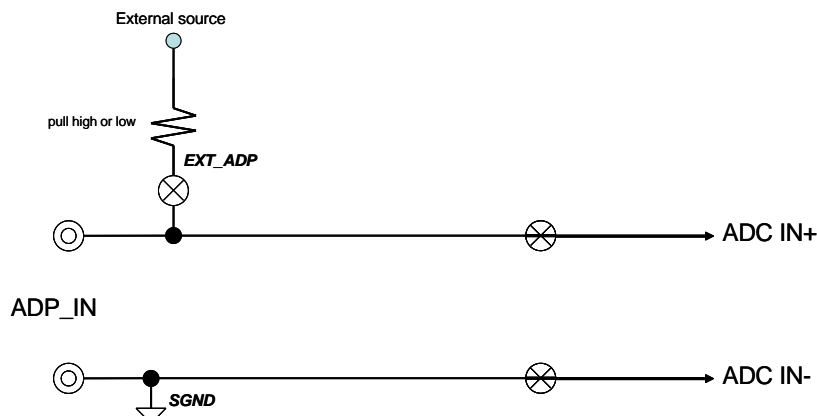 External source
pull high or low
EXT_ADP
ADC IN+
ADP_IN
ADC IN-
SGND